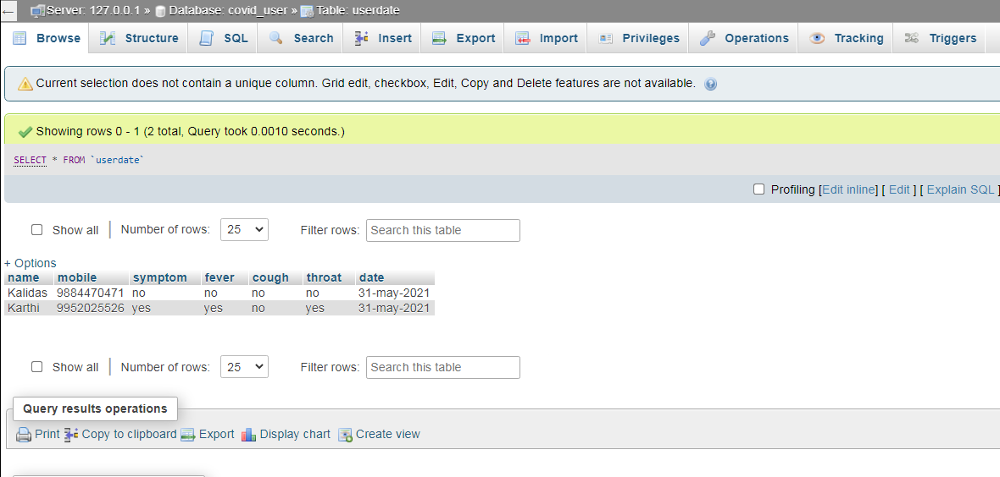 Server: 127.0.0.1 » Database: covid_user » Table: userdate
Browse Structure SQL Search Insert Export Import Privileges Operations Tracking Triggers
Current selection does not contain a unique column. Grid edit, checkbox, Edit, Copy and Delete features are not available.
Showing rows 0 - 1 (2 total, Query took 0.0010 seconds.)
SELECT * FROM `userdate`
Profiling [Edit inline] [ Edit ] [ Explain SQL ]
Show all Number of rows: 25 Filter rows: Search this table
+ Options
name mobile symptom fever cough throat date
Kalidas 9884470471 no no no no 31-may-2021
Karthi 9952025526 yes yes no yes 31-may-2021
Show all Number of rows: 25 Filter rows: Search this table
Query results operations
Print Copy to clipboard Export Display chart Create view